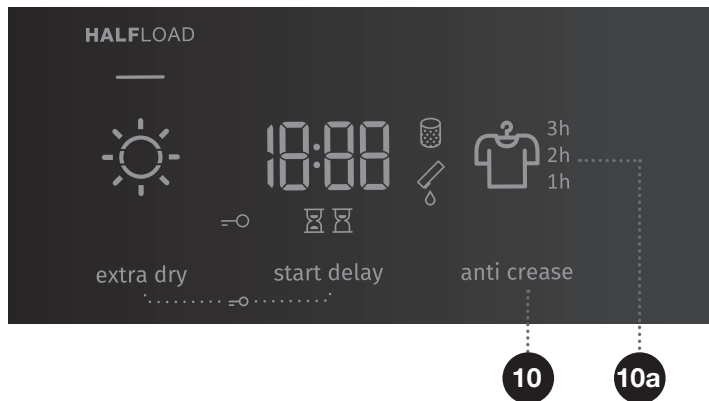 HALFLOAD
18:88
3h
2h
1h
extra dry
start delay
anti crease
10
10a